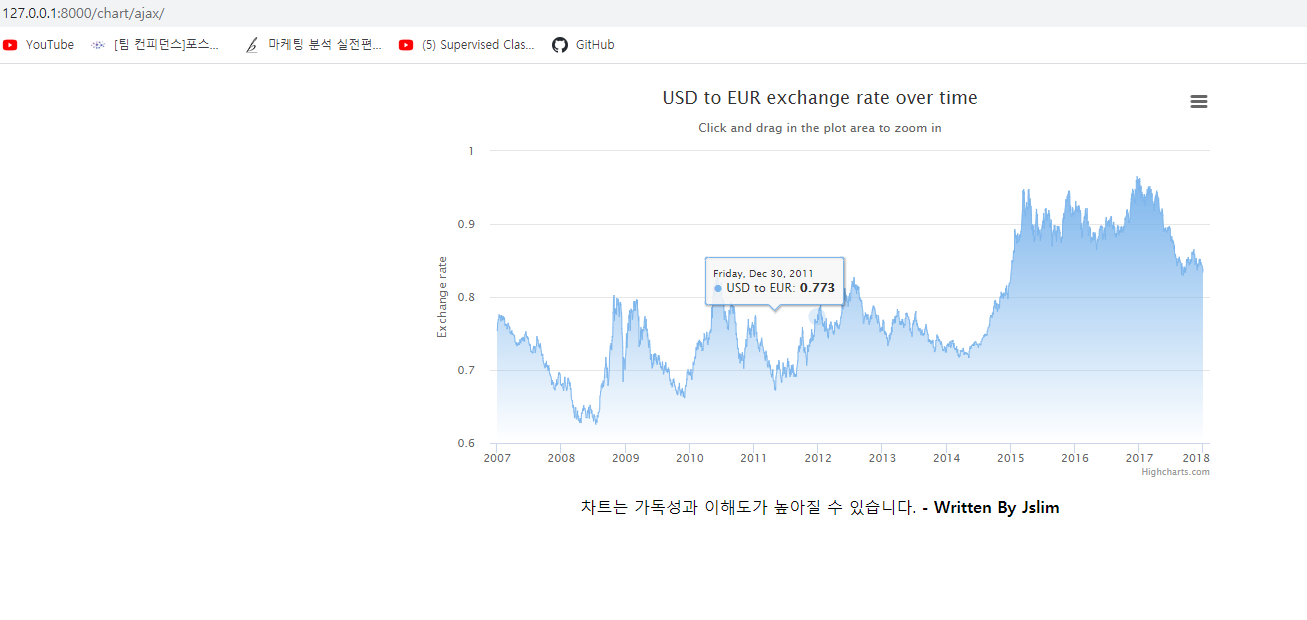 127.0.0.1:8000/chart/ajax/
YouTube [팀 컨피던스]포스... 마케팅 분석 실전편... (5) Supervised Clas... GitHub
USD to EUR exchange rate over time
Click and drag in the plot area to zoom in
Exchange rate
1
0.9
0.8
0.7
0.6
Friday, Dec 30, 2011
USD to EUR: 0.773
2007 2008 2009 2010 2011 2012 2013 2014 2015 2016 2017 2018
Highcharts.com
차트는 가독성과 이해도가 높아질 수 있습니다. - Written By Jslim